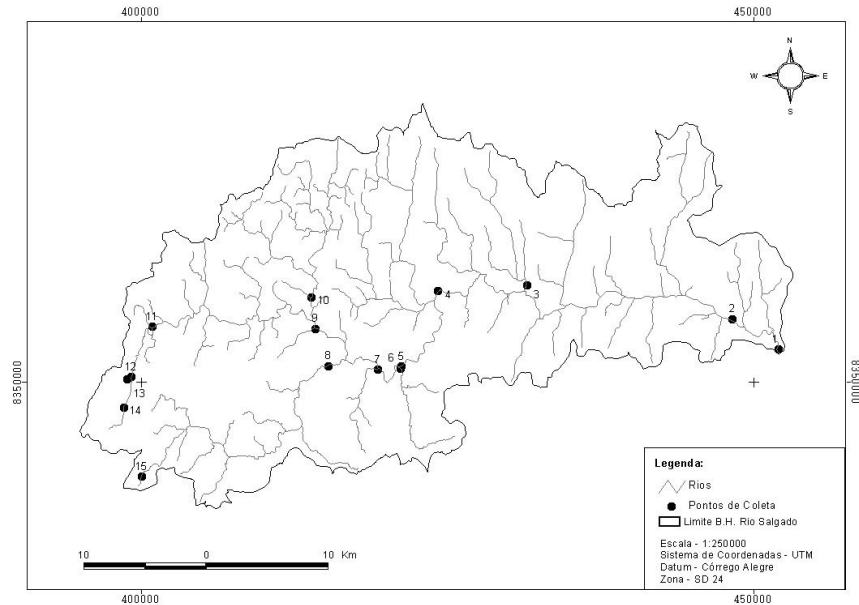 400000
450000
N
W
E
S
8350000
8350000
1
2
3
4
5
6
7
8
9
10
11
12
13
14
15
Legenda:
Rios
Pontos de Coleta
Limite B.H. Rio Salgado
Escala - 1:250000
Sistema de Coordenadas - UTM
Datum - Córrego Alegre
Zona - SD 24
10 0 10 Km
400000
450000